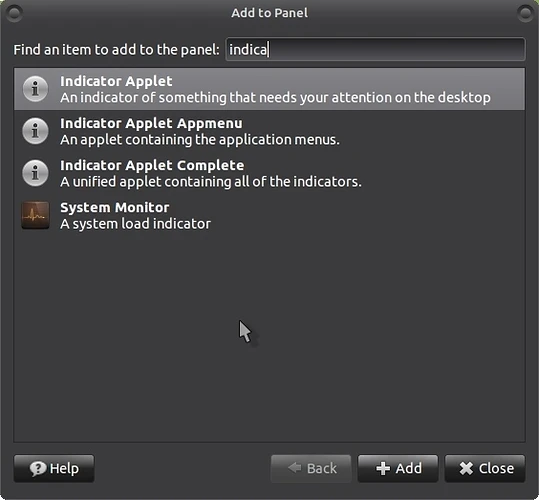 Add to Panel
Find an item to add to the panel: indica
Indicator Applet
An indicator of something that needs your attention on the desktop
Indicator Applet Appmenu
An applet containing the application menus.
Indicator Applet Complete
A unified applet containing all of the indicators.
System Monitor
A system load indicator
Help Back Add Close